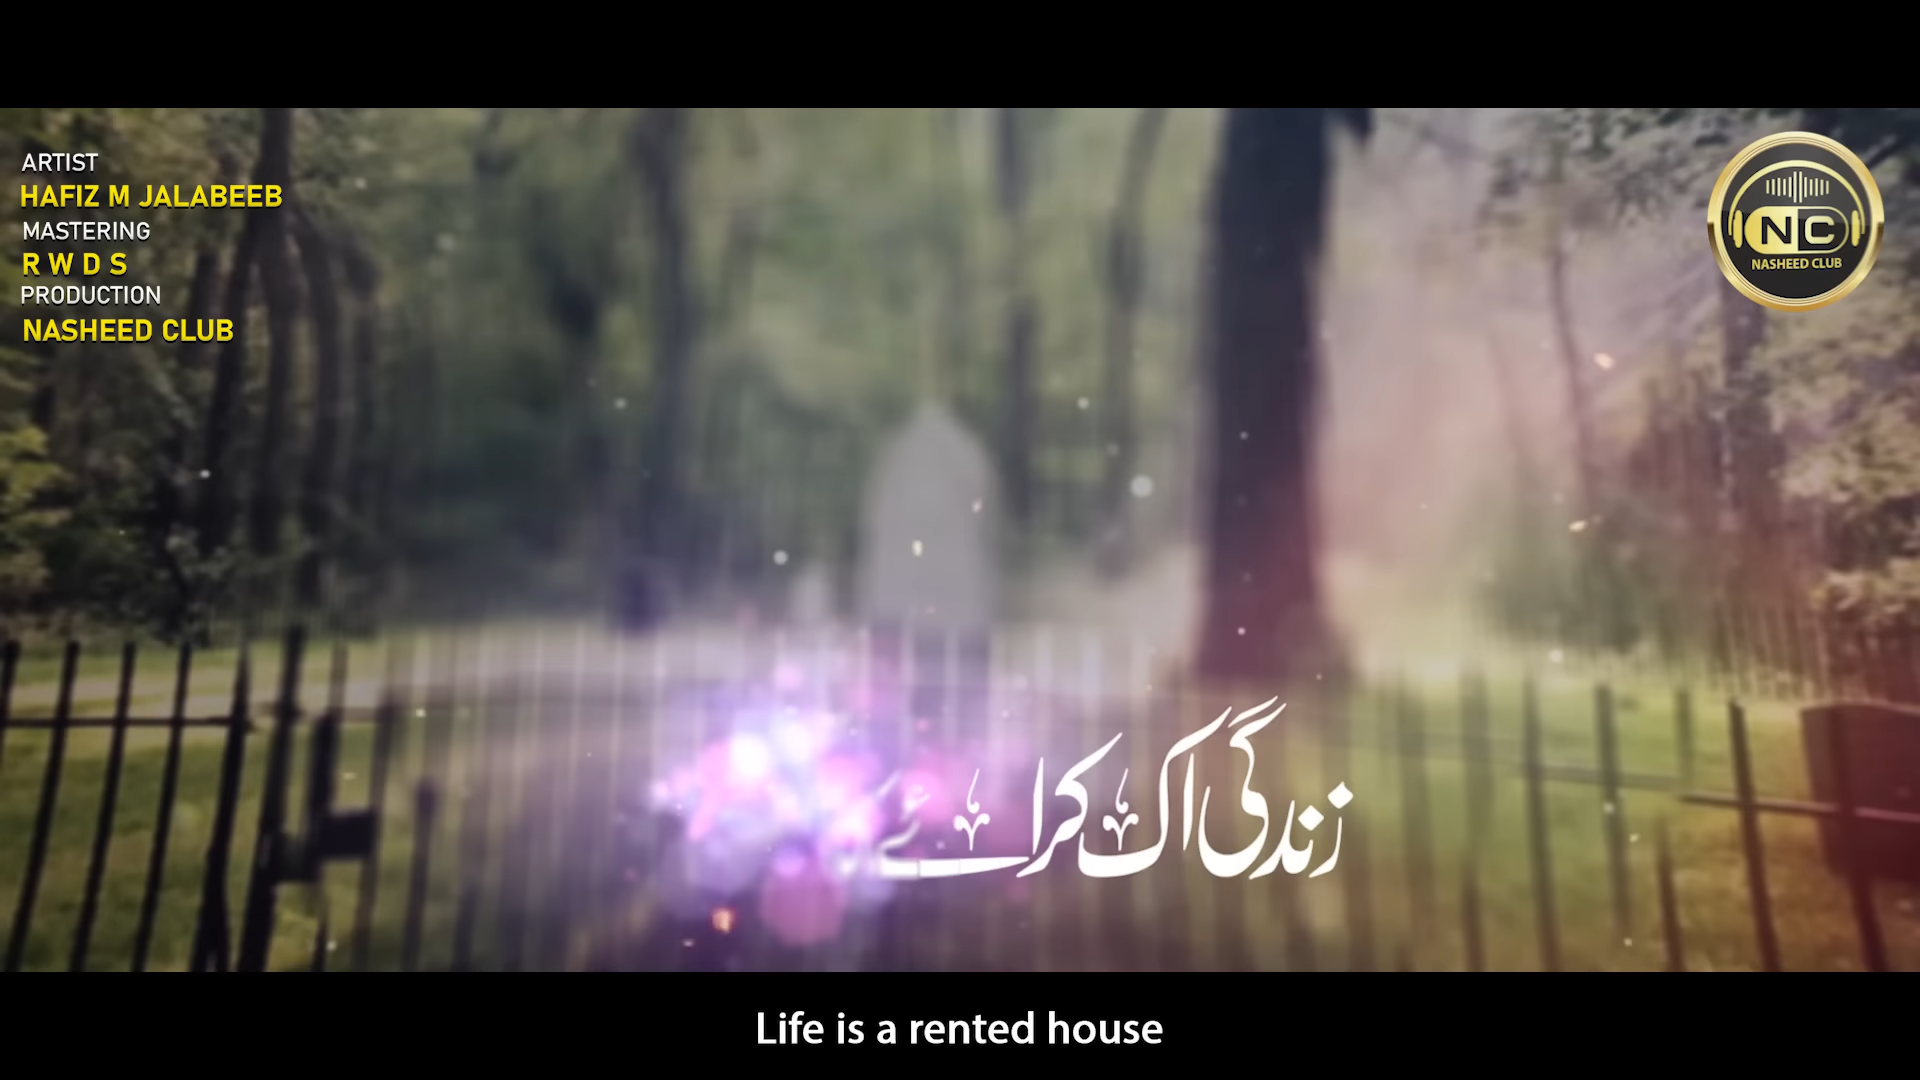 ARTIST
HAFIZ M JALABEEB
MASTERING
R W D S
PRODUCTION
NASHEED CLUB
NC
NASHEED CLUB
زندگی اک کرائے
Life is a rented house